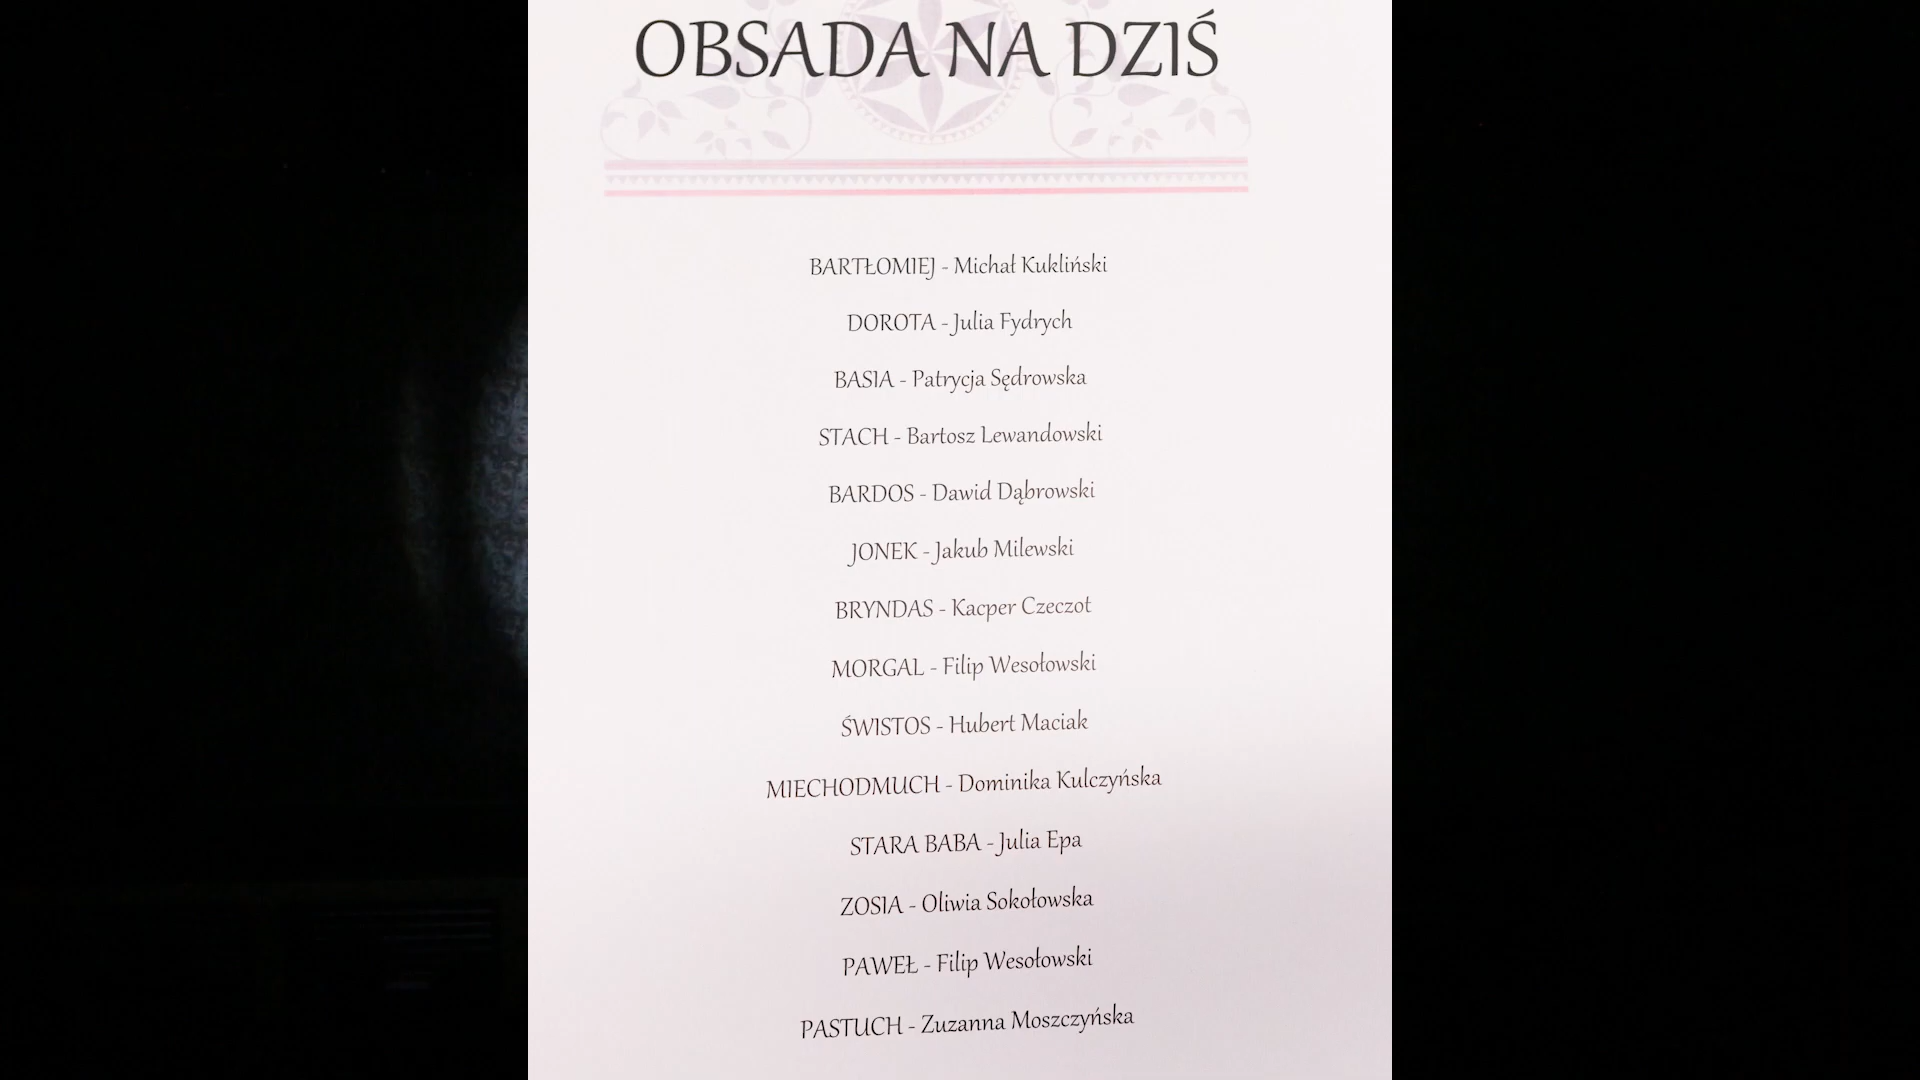 OBSADA NA DZIŚ
BARTŁOMIEJ - Michał Kukliński
DOROTA - Julia Fydrych
BASIA - Patrycja Sędrowska
STACH - Bartosz Lewandowski
BARDOS - Dawid Dąbrowski
JONEK - Jakub Milewski
BRYNDAS - Kacper Czeczot
MORGAL - Filip Wesołowski
ŚWISTOS - Hubert Maciak
MIECHODMUCH - Dominika Kulczyńska
STARA BABA - Julia Epa
ZOSIA - Oliwia Sokołowska
PAWEŁ - Filip Wesołowski
PASTUCH - Zuzanna Moszczyńska